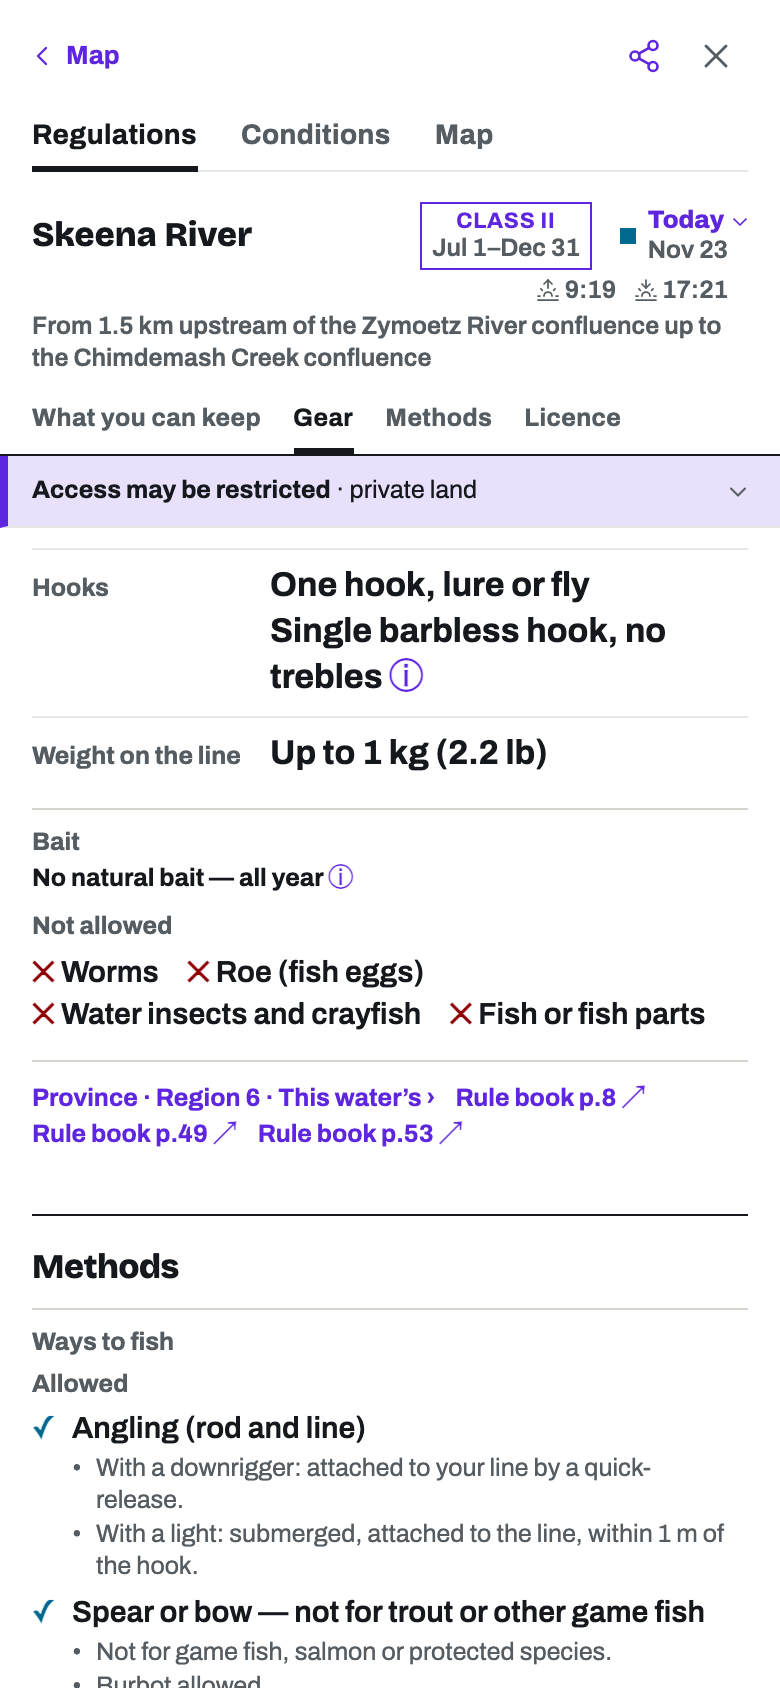 Map
Regulations Conditions Map
Skeena River
CLASS II
Jul 1–Dec 31
Today
Nov 23
9:19 17:21
From 1.5 km upstream of the Zymoetz River confluence up to
the Chimdemash Creek confluence
What you can keep Gear Methods Licence
Access may be restricted · private land
Hooks
One hook, lure or fly
Single barbless hook, no
trebles ⓘ
Weight on the line Up to 1 kg (2.2 lb)
Bait
No natural bait — all year ⓘ
Not allowed
Worms Roe (fish eggs)
Water insects and crayfish Fish or fish parts
Province · Region 6 · This water’s › Rule book p.8 ↗
Rule book p.49 ↗ Rule book p.53 ↗
Methods
Ways to fish
Allowed
✓ Angling (rod and line)
• With a downrigger: attached to your line by a quick-
release.
• With a light: submerged, attached to the line, within 1 m of
the hook.
✓ Spear or bow — not for trout or other game fish
• Not for game fish, salmon or protected species.
• Burbot allowed